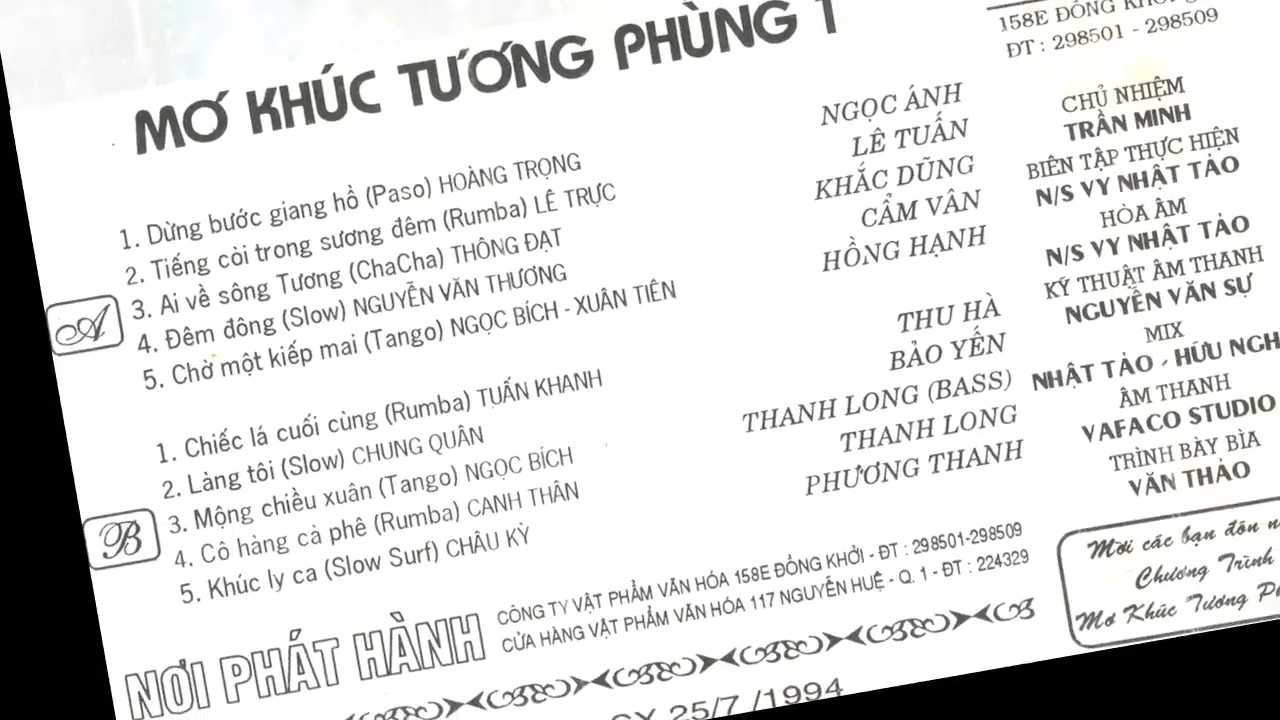 MƠ KHÚC TƯƠNG PHÙNG 1
158E ĐỒNG KHỞI
ĐT : 298501 - 298509
A
1. Dừng bước giang hồ (Paso) HOÀNG TRỌNG
2. Tiếng còi trong sương đêm (Rumba) LÊ TRỰC
3. Ai về sông Tương (ChaCha) THÔNG ĐẠT
4. Đêm đông (Slow) NGUYỄN VĂN THƯƠNG
5. Chờ một kiếp mai (Tango) NGỌC BÍCH - XUÂN TIÊN
NGỌC ÁNH
LÊ TUẤN
KHẮC DŨNG
CẨM VÂN
HỒNG HẠNH
B
1. Chiếc lá cuối cùng (Rumba) TUẤN KHANH
2. Làng tôi (Slow) CHUNG QUÂN
3. Mộng chiều xuân (Tango) NGỌC BÍCH
4. Cô hàng cà phê (Rumba) CANH THÂN
5. Khúc ly ca (Slow Surf) CHÂU KỲ
THU HÀ
BẢO YẾN
THANH LONG (BASS)
THANH LONG
PHƯƠNG THANH
CHỦ NHIỆM
TRẦN MINH
BIÊN TẬP THỰC HIỆN
N/S VY NHẬT TẢO
HÒA ÂM
N/S VY NHẬT TẢO
KỸ THUẬT ÂM THANH
NGUYỄN VĂN SỰ
MIX
NHẬT TẢO - HỮU NGH
ÂM THANH
VAFACO STUDIO
TRÌNH BÀY BÌA
VĂN THẢO
Mời các bạn đón
Chương Trình
Mơ Khúc Tương
NƠI PHÁT HÀNH
CÔNG TY VẬT PHẨM VĂN HÓA 158E ĐỒNG KHỞI - ĐT : 298501-298509
CỬA HÀNG VẬT PHẨM VĂN HÓA 117 NGUYỄN HUỆ - Q. 1 - ĐT : 224329
25/7 /1994